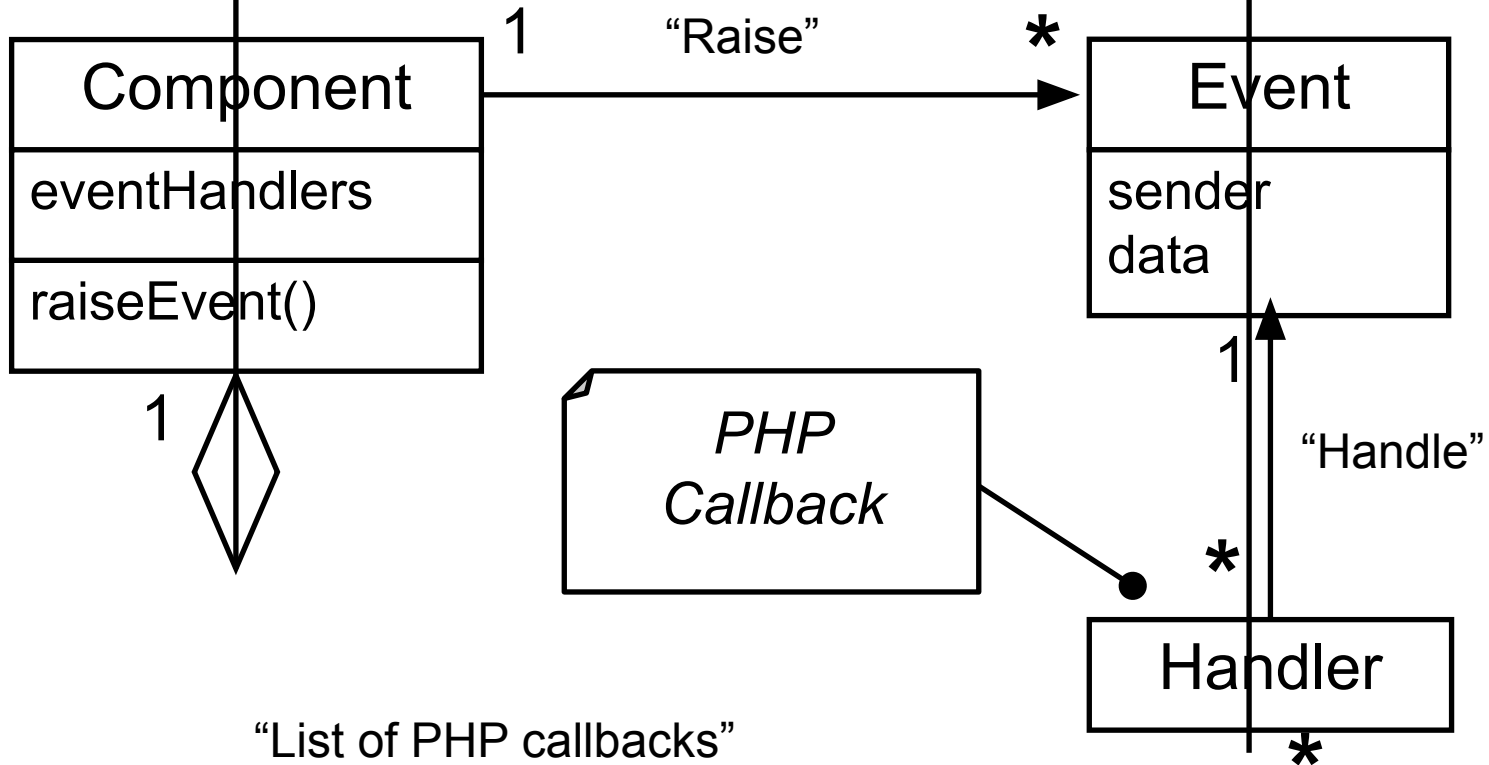 1 “Raise” *
Component
Event
eventHandlers
sender
data
raiseEvent()
1
1
PHP
Callback
“Handle”
*
Handler
“List of PHP callbacks”
*